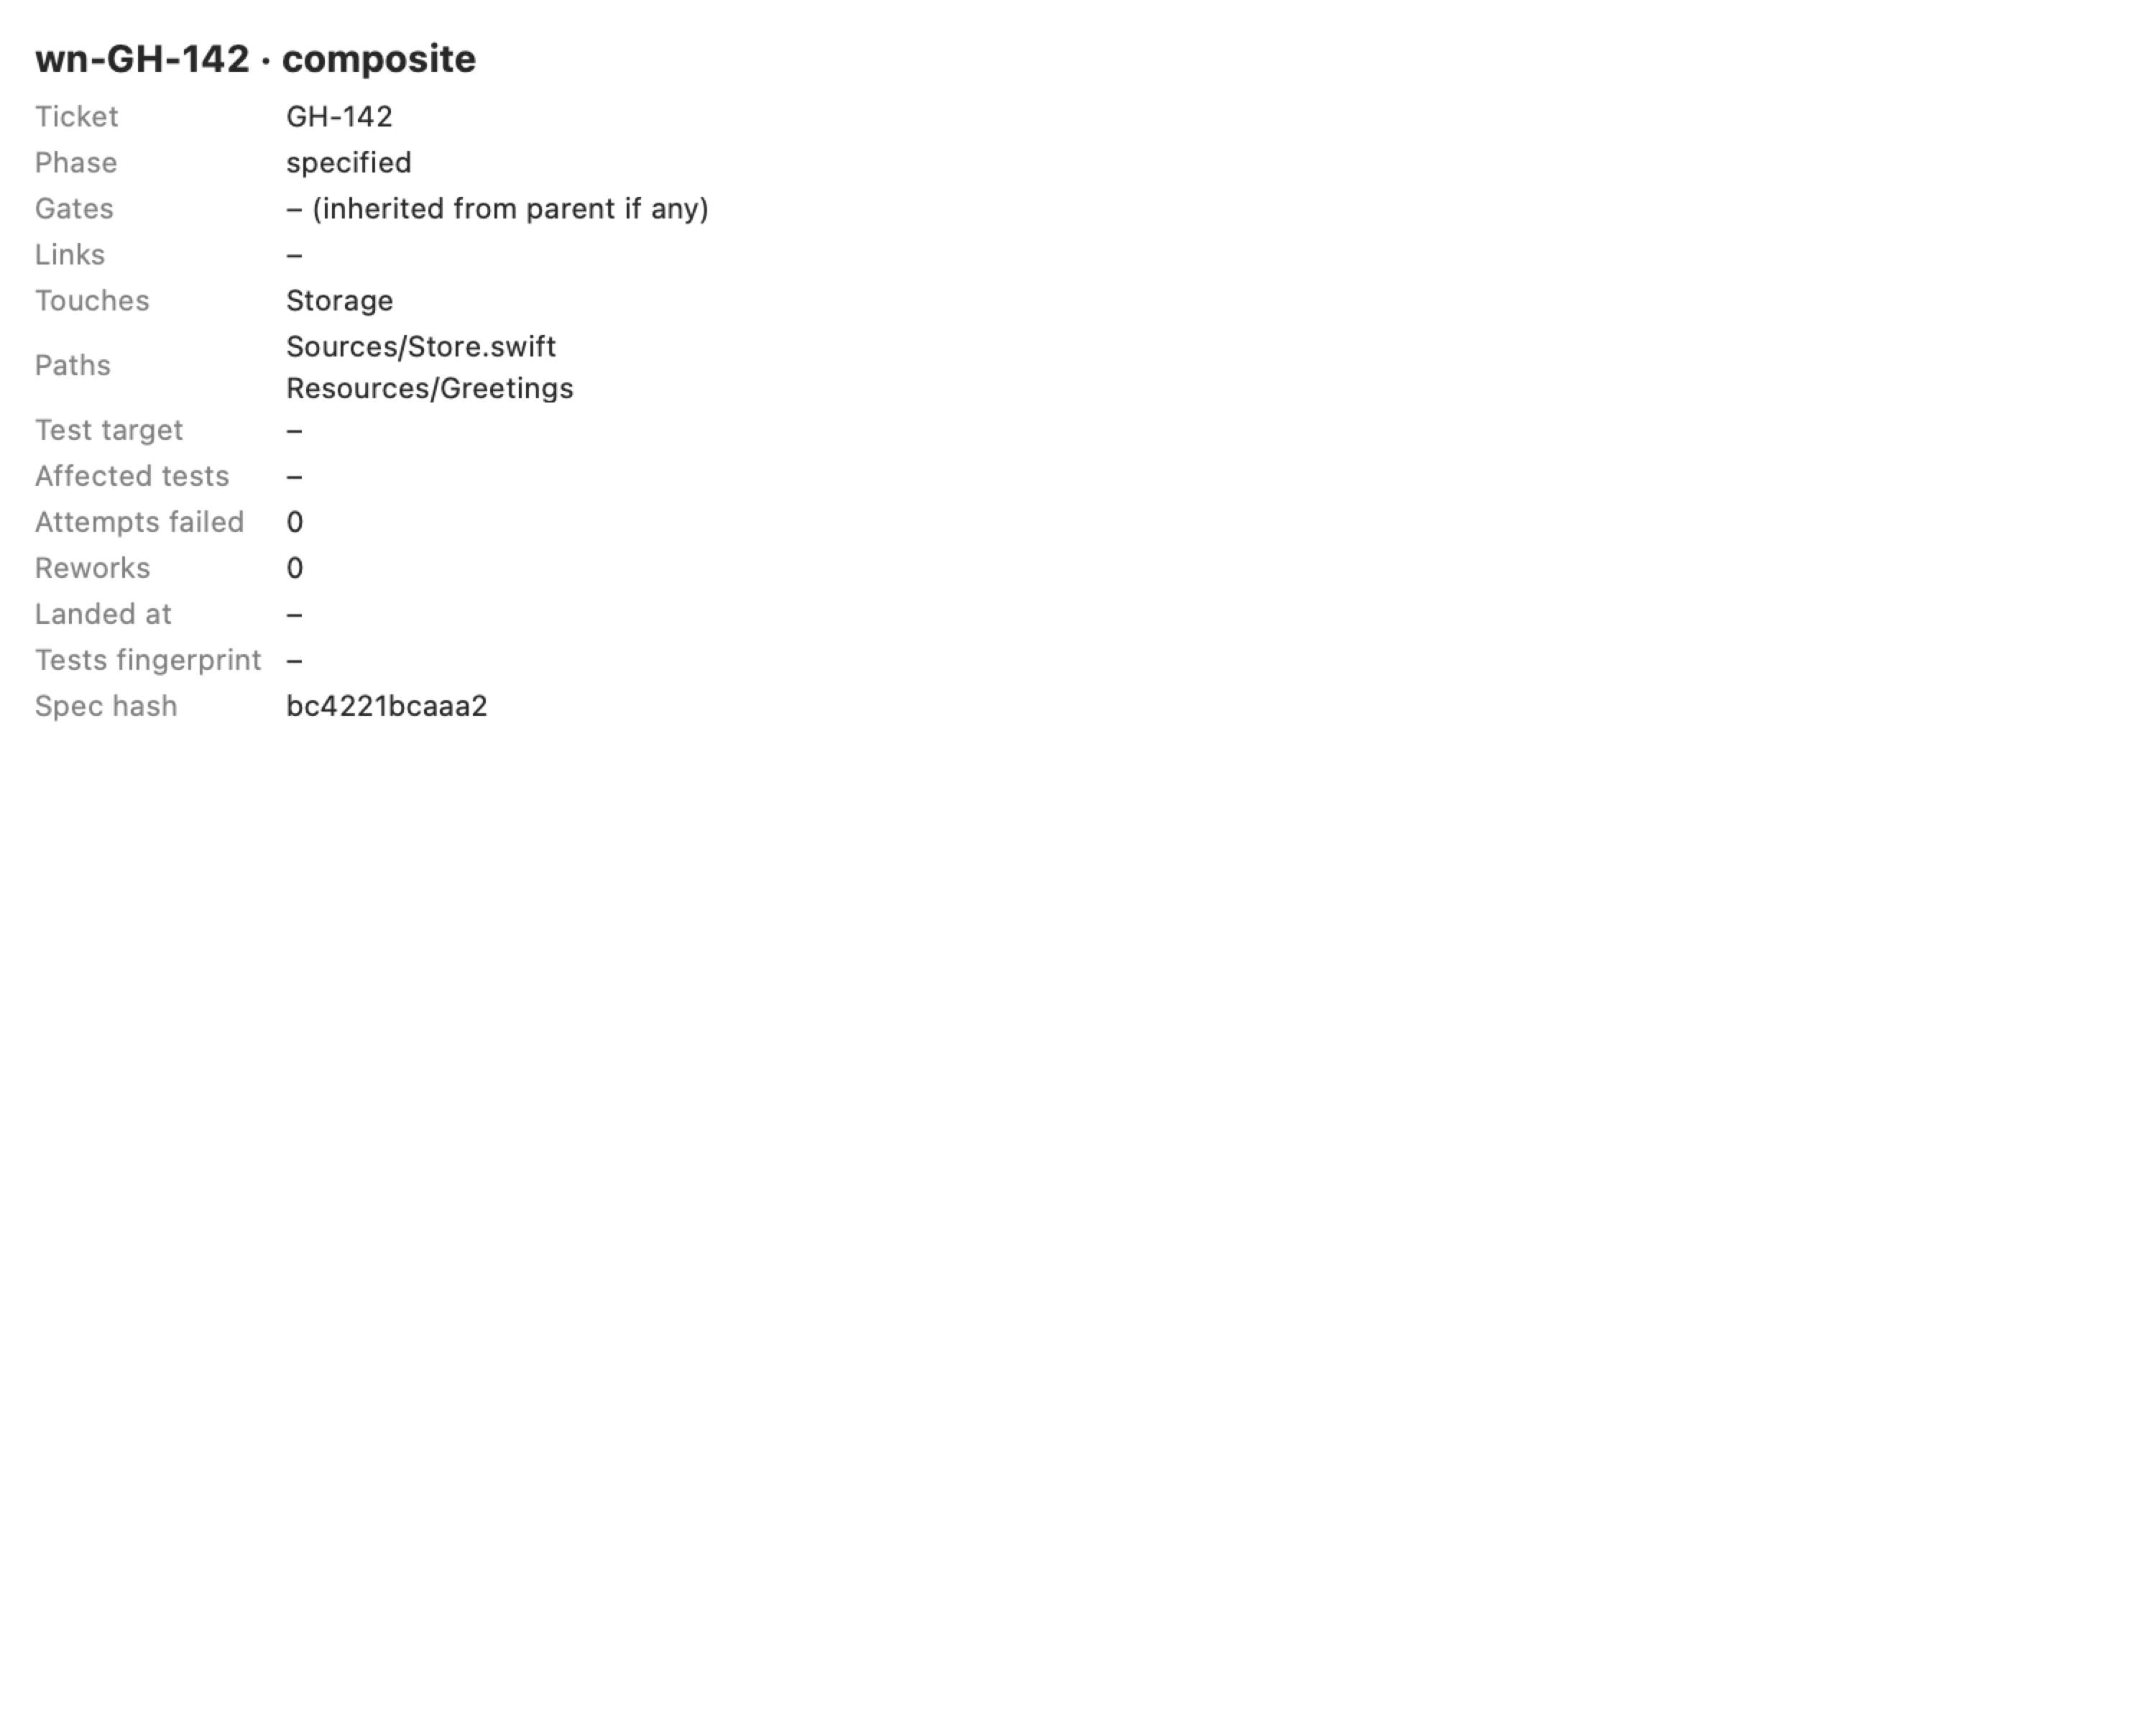 wn-GH-142 · composite
Ticket GH-142
Phase specified
Gates – (inherited from parent if any)
Links –
Touches Storage
Paths Sources/Store.swift
Resources/Greetings
Test target –
Affected tests –
Attempts failed 0
Reworks 0
Landed at –
Tests fingerprint –
Spec hash bc4221bcaaa2